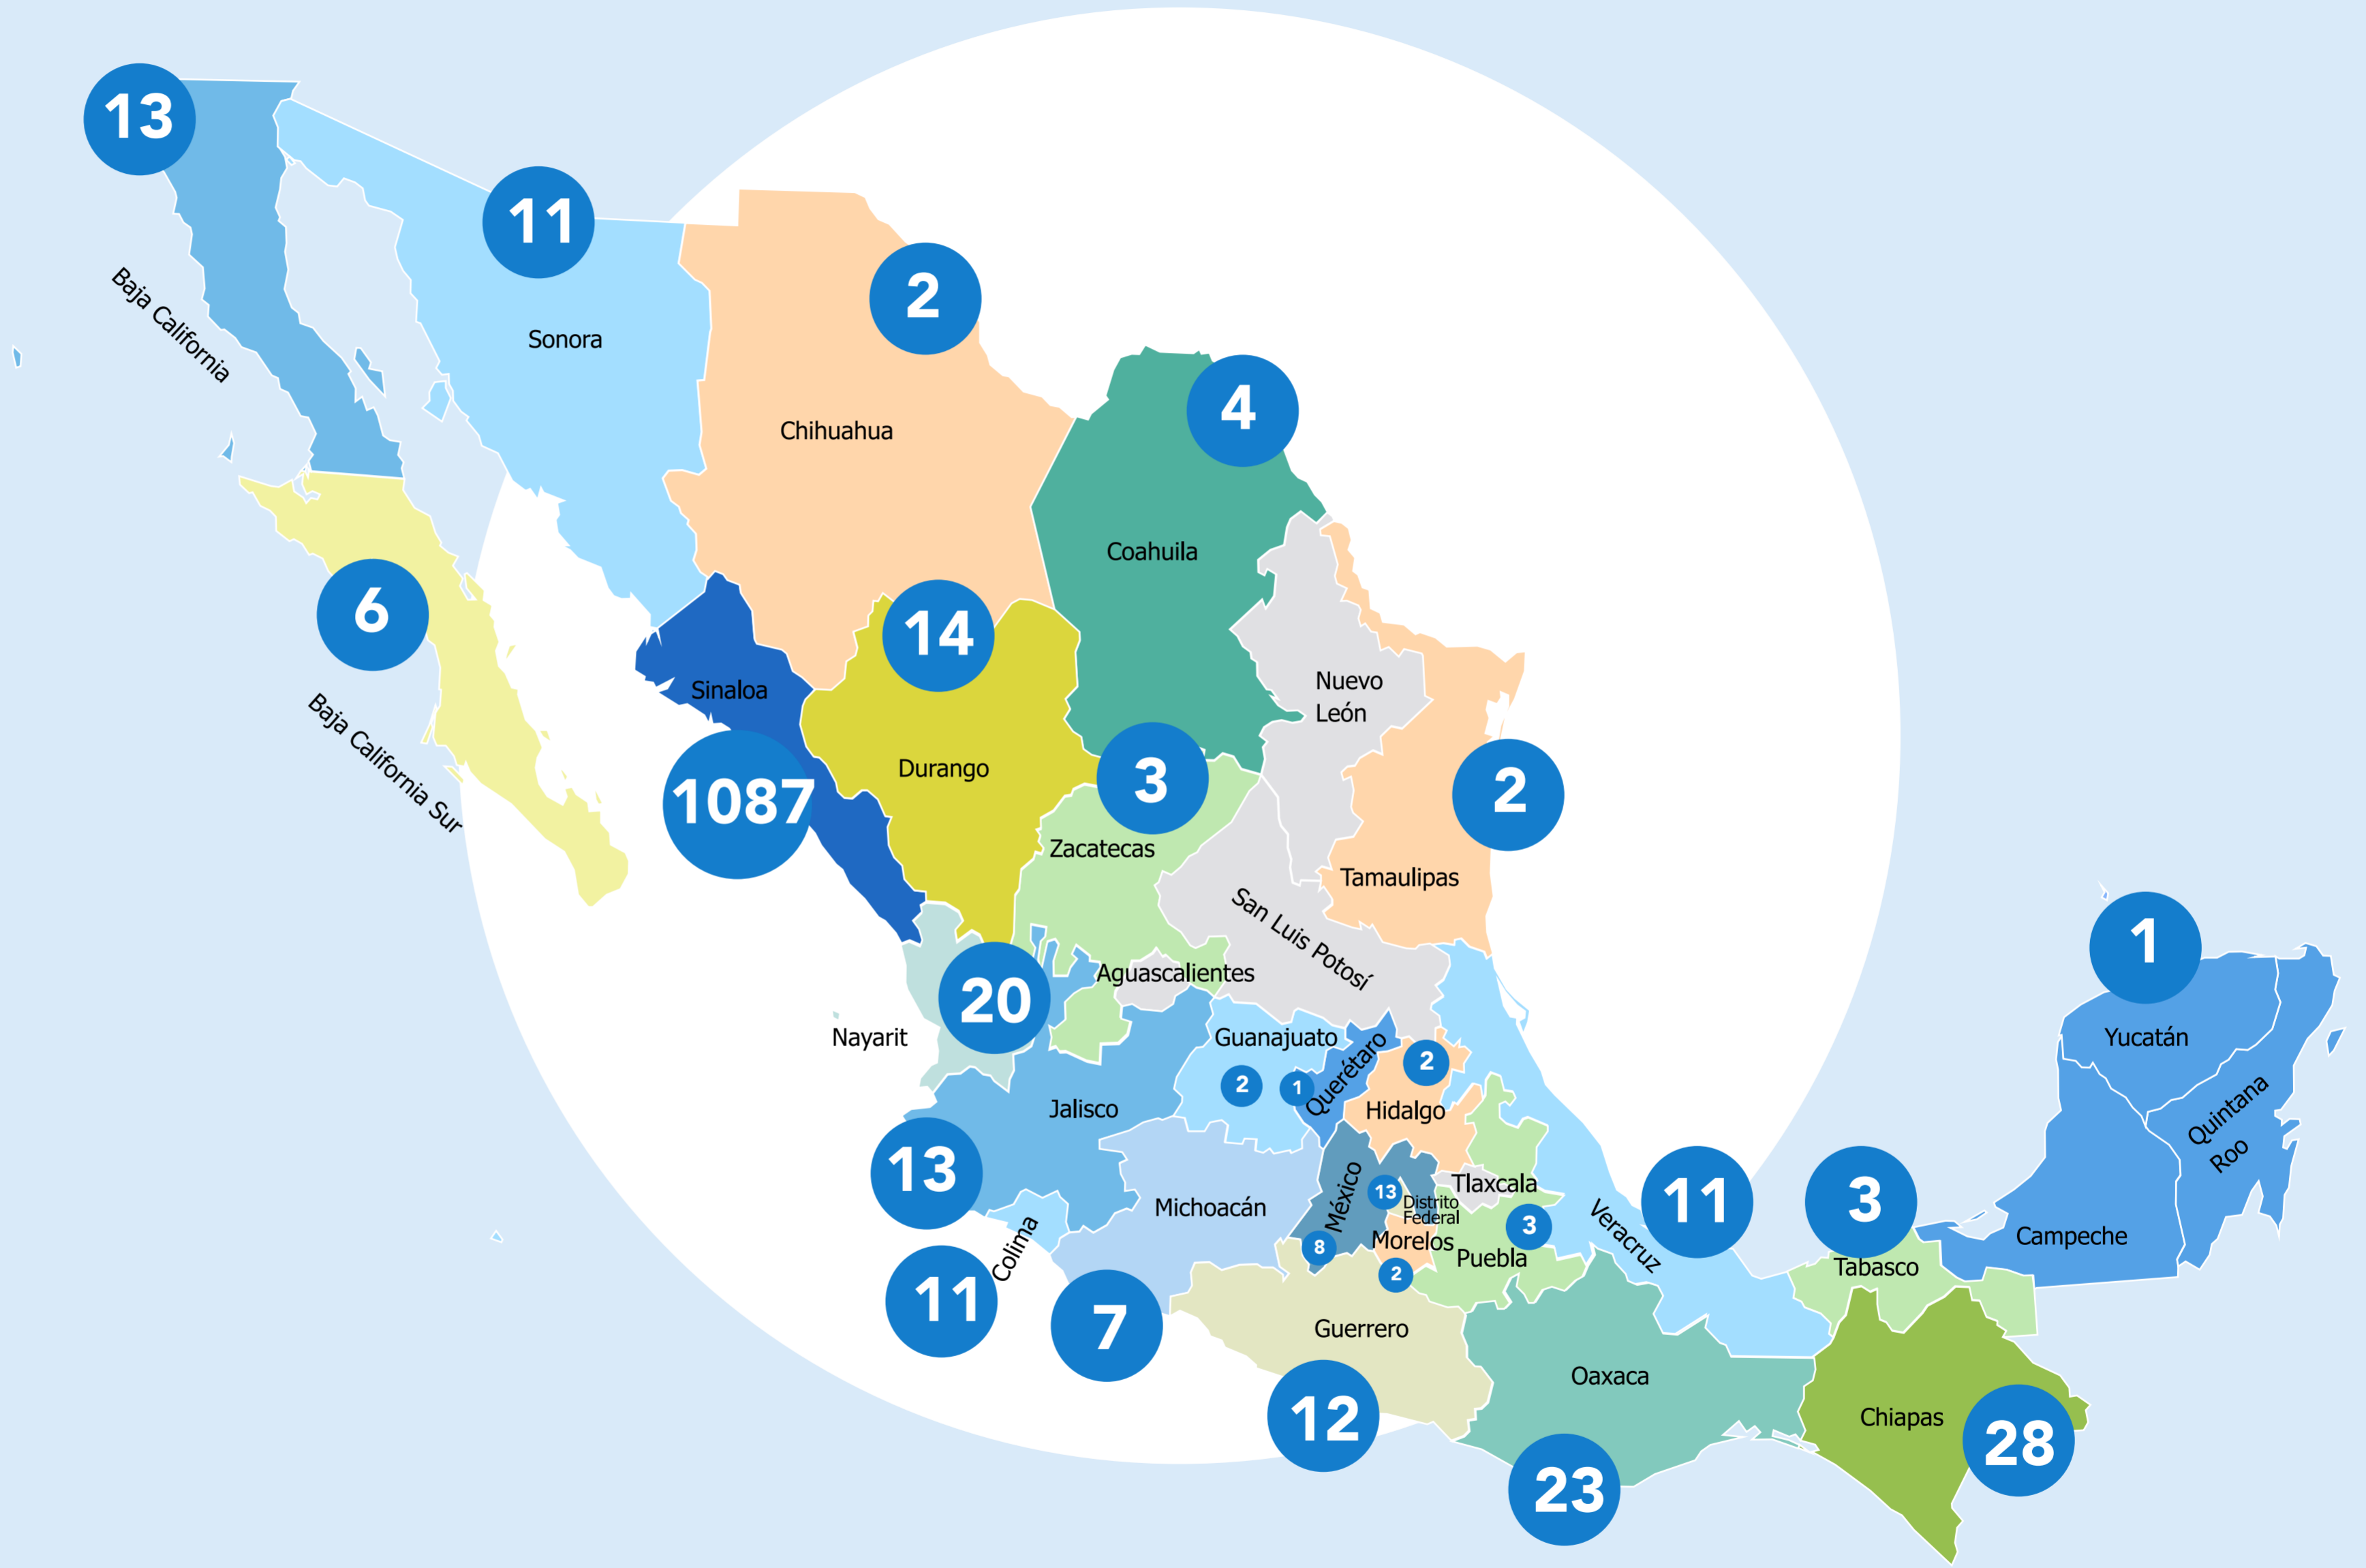 13
11
2
4
Baja California
Sonora
Chihuahua
Coahuila
6
14
Sinaloa
Nuevo
León
Baja California Sur
Durango
3
2
1087
Zacatecas
Tamaulipas
San Luis Potosí
1
Aguascalientes
20
Nayarit
Guanajuato
Querétaro
2
Yucatán
2
1
Jalisco
Hidalgo
Quintana
Roo
13
México
13
Tlaxcala
Distrito
Federal
Michoacán
11
3
Colima
8
Morelos
3
Puebla
Veracruz
Campeche
Tabasco
11
7
2
Guerrero
Oaxaca
12
Chiapas
28
23